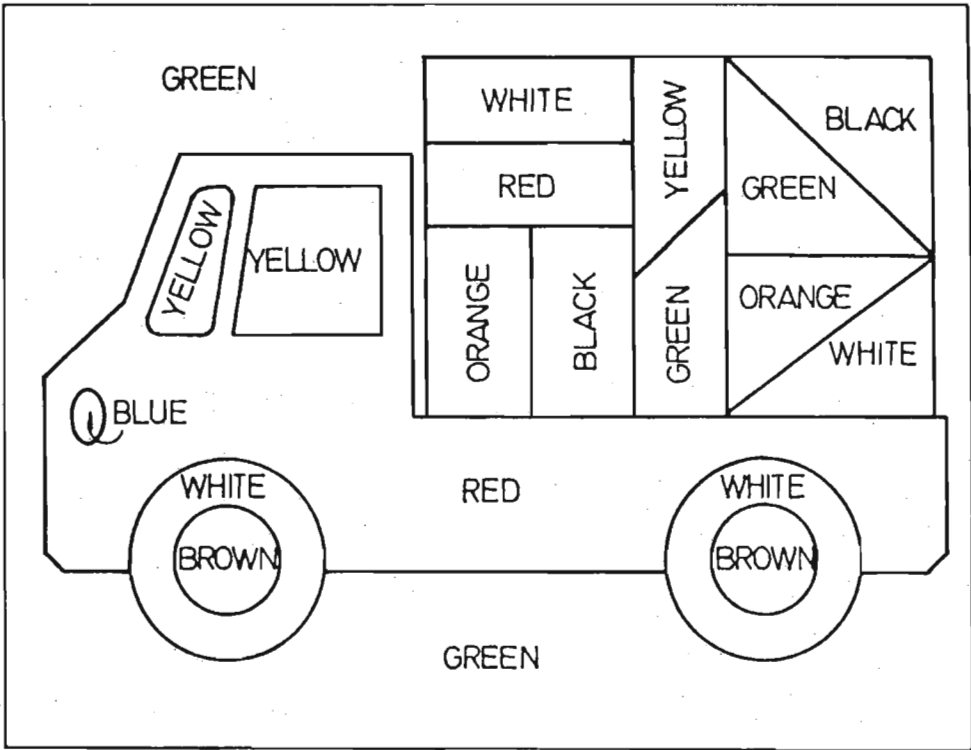 GREEN
WHITE
YELLOW
BLACK
RED
GREEN
YELLOW
YELLOW
ORANGE
BLACK
GREEN
ORANGE
WHITE
BLUE
WHITE
RED
WHITE
BROWN
BROWN
GREEN